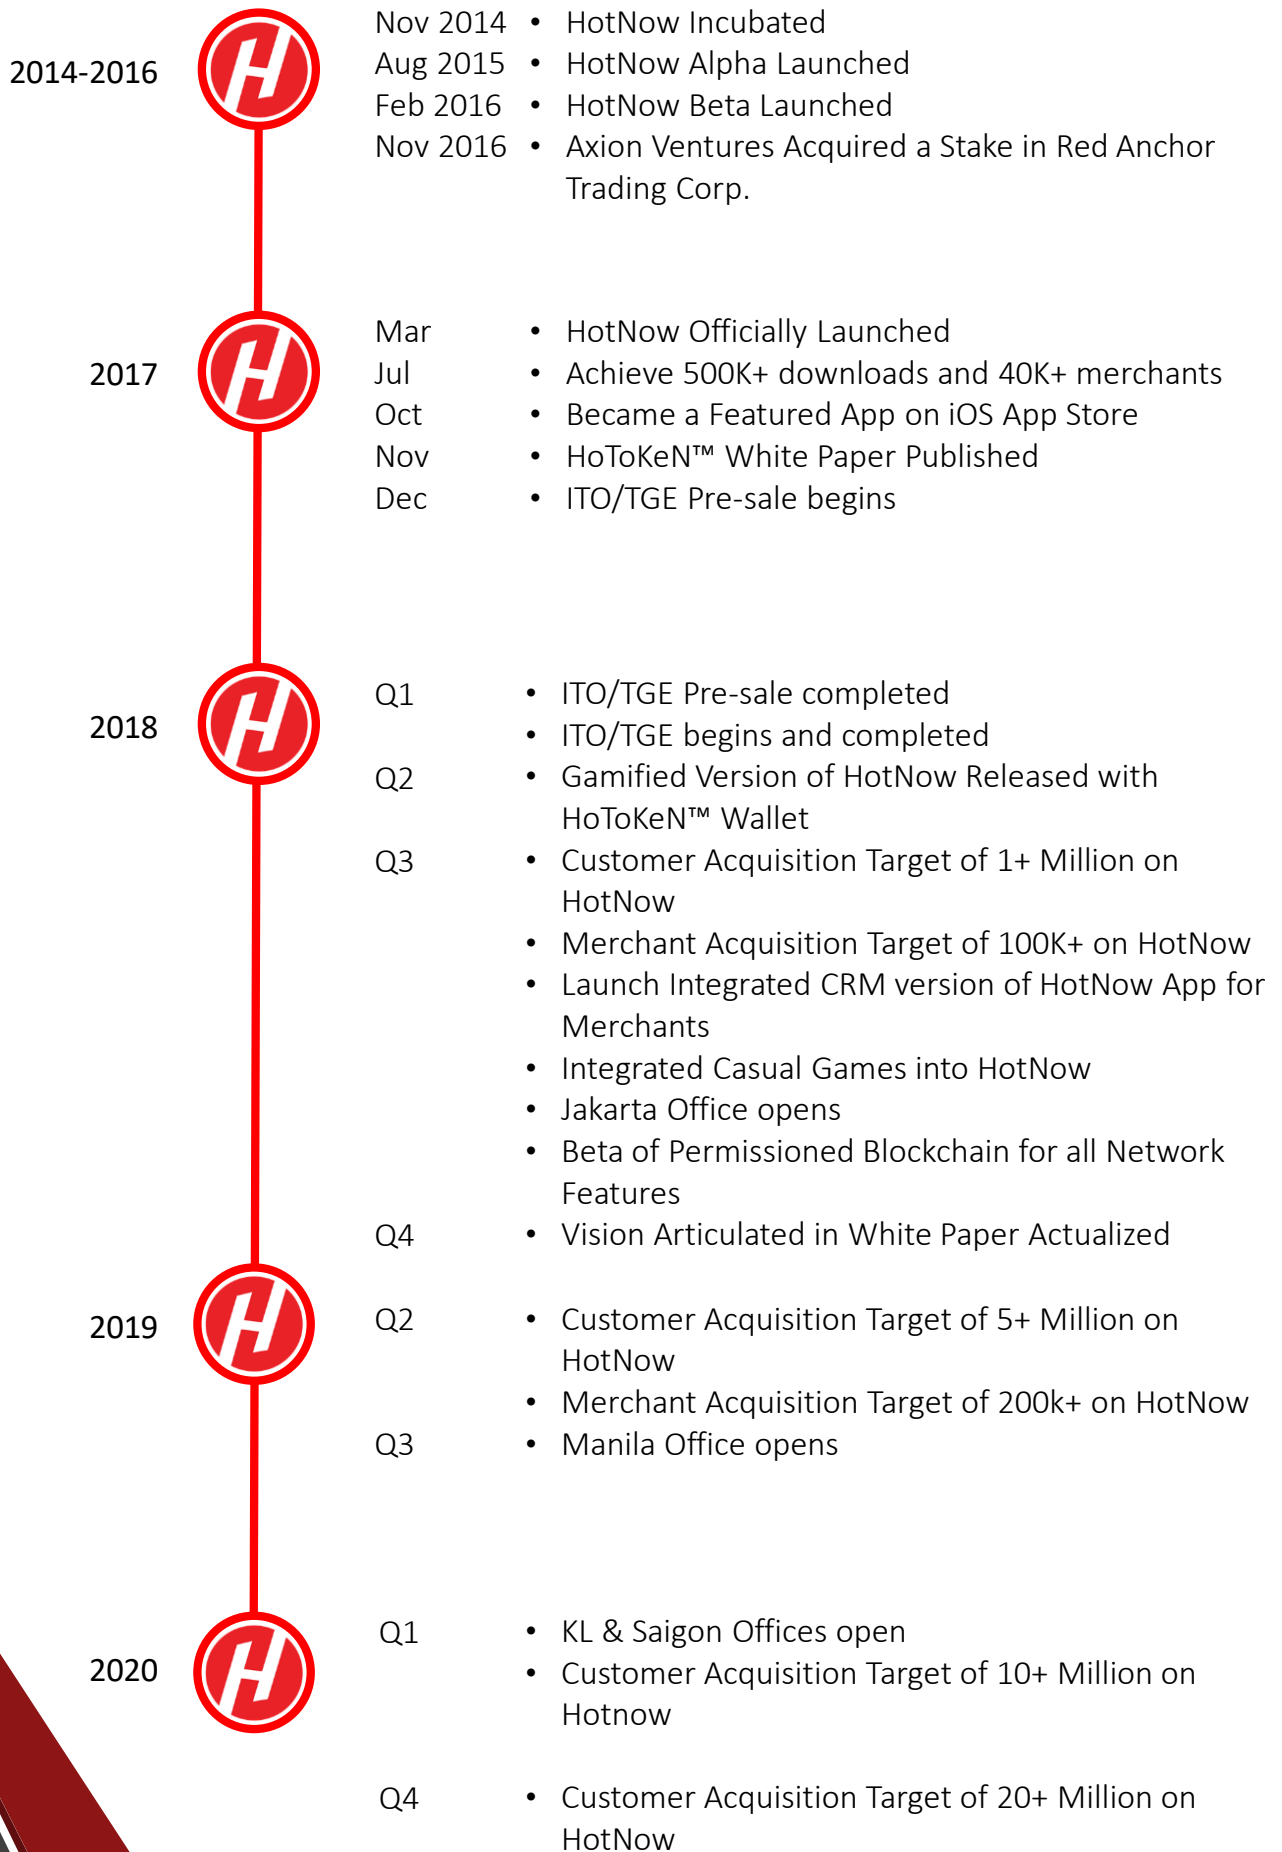 2014-2016
Nov 2014 • HotNow Incubated
Aug 2015 • HotNow Alpha Launched
Feb 2016 • HotNow Beta Launched
Nov 2016 • Axion Ventures Acquired a Stake in Red Anchor
Trading Corp.
2017
Mar • HotNow Officially Launched
Jul • Achieve 500K+ downloads and 40K+ merchants
Oct • Became a Featured App on iOS App Store
Nov • HoToKeN™ White Paper Published
Dec • ITO/TGE Pre-sale begins
2018
Q1 • ITO/TGE Pre-sale completed
• ITO/TGE begins and completed
Q2 • Gamified Version of HotNow Released with
HoToKeN™ Wallet
Q3 • Customer Acquisition Target of 1+ Million on
HotNow
• Merchant Acquisition Target of 100K+ on HotNow
• Launch Integrated CRM version of HotNow App for
Merchants
• Integrated Casual Games into HotNow
• Jakarta Office opens
• Beta of Permissioned Blockchain for all Network
Features
Q4 • Vision Articulated in White Paper Actualized
2019
Q2 • Customer Acquisition Target of 5+ Million on
HotNow
• Merchant Acquisition Target of 200k+ on HotNow
Q3 • Manila Office opens
2020
Q1 • KL & Saigon Offices open
• Customer Acquisition Target of 10+ Million on
Hotnow
Q4 • Customer Acquisition Target of 20+ Million on
HotNow